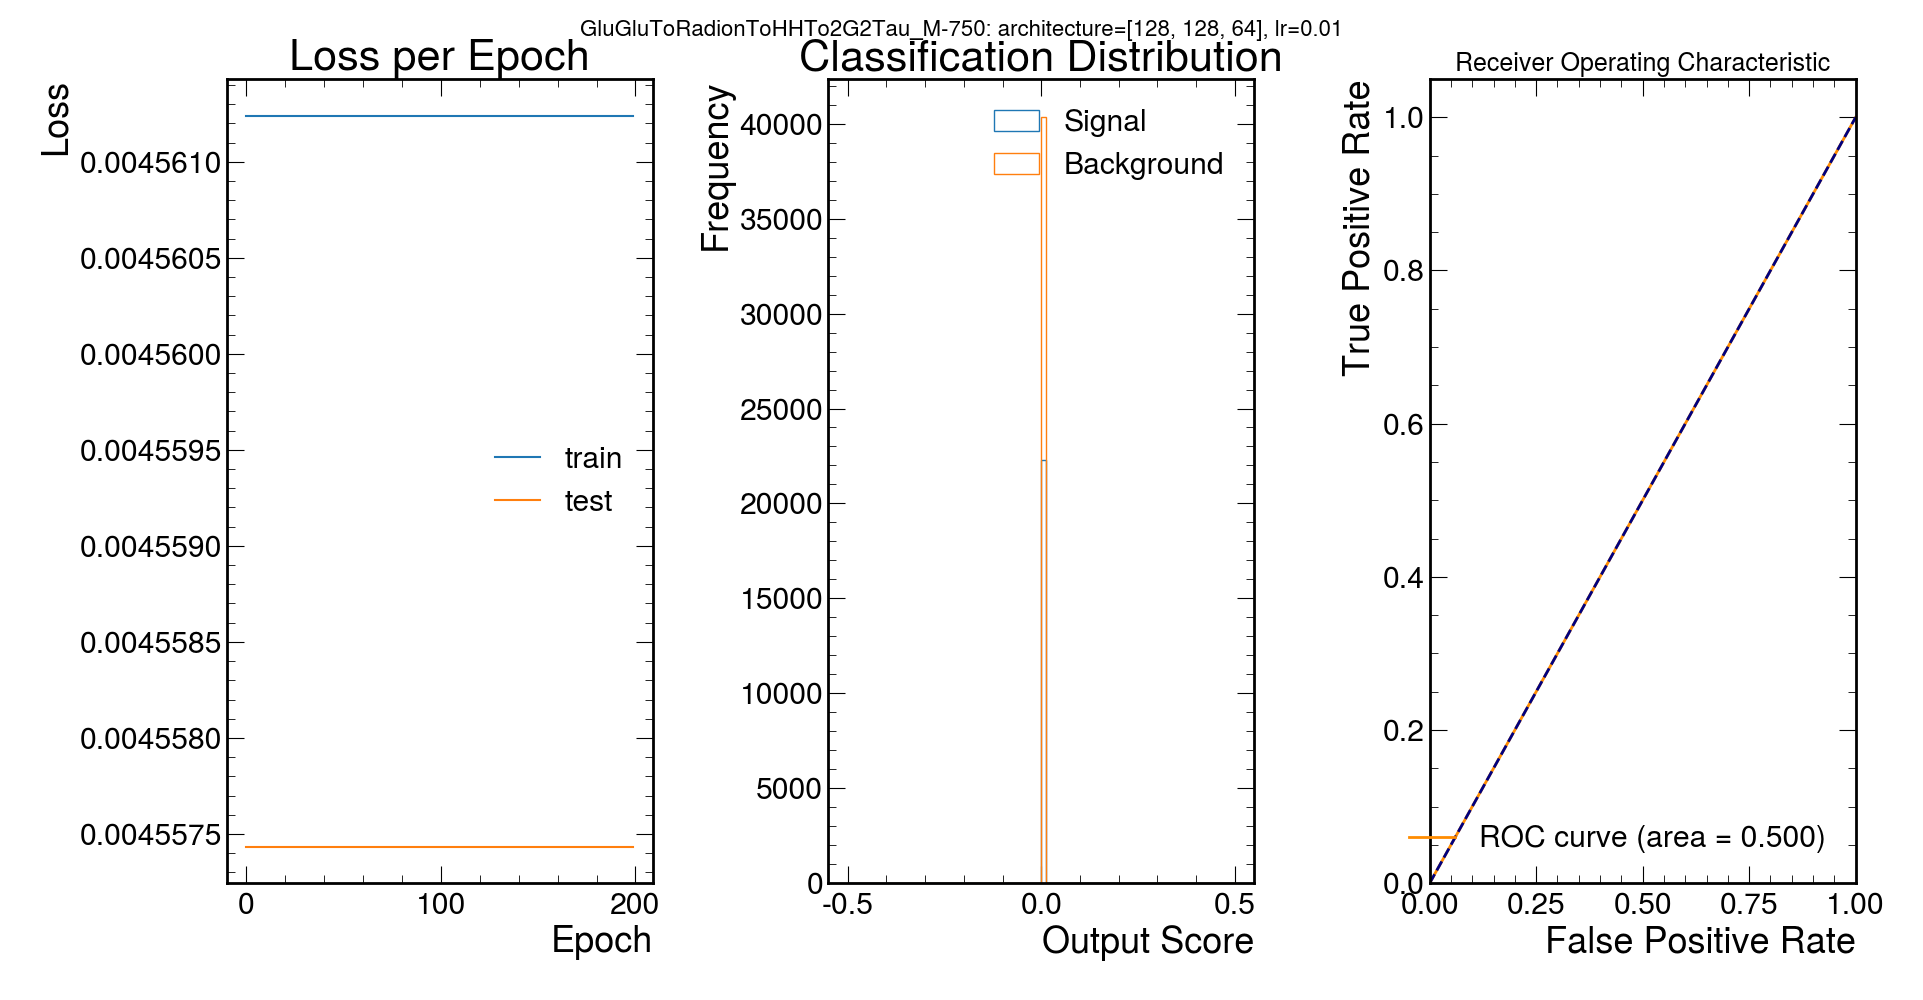 GluGluToRadionToHHTo2G2Tau_M-750: architecture=[128, 128, 64], lr=0.01
Loss per Epoch
Loss
0.0045610
0.0045605
0.0045600
0.0045595
0.0045590
0.0045585
0.0045580
0.0045575
train
test
0 100 200
Epoch
Classification Distribution
Frequency
40000
35000
30000
25000
20000
15000
10000
5000
0
Signal
Background
-0.5 0.0 0.5
Output Score
Receiver Operating Characteristic
True Positive Rate
1.0
0.8
0.6
0.4
0.2
0.0
ROC curve (area = 0.500)
0.00 0.25 0.50 0.75 1.00
False Positive Rate